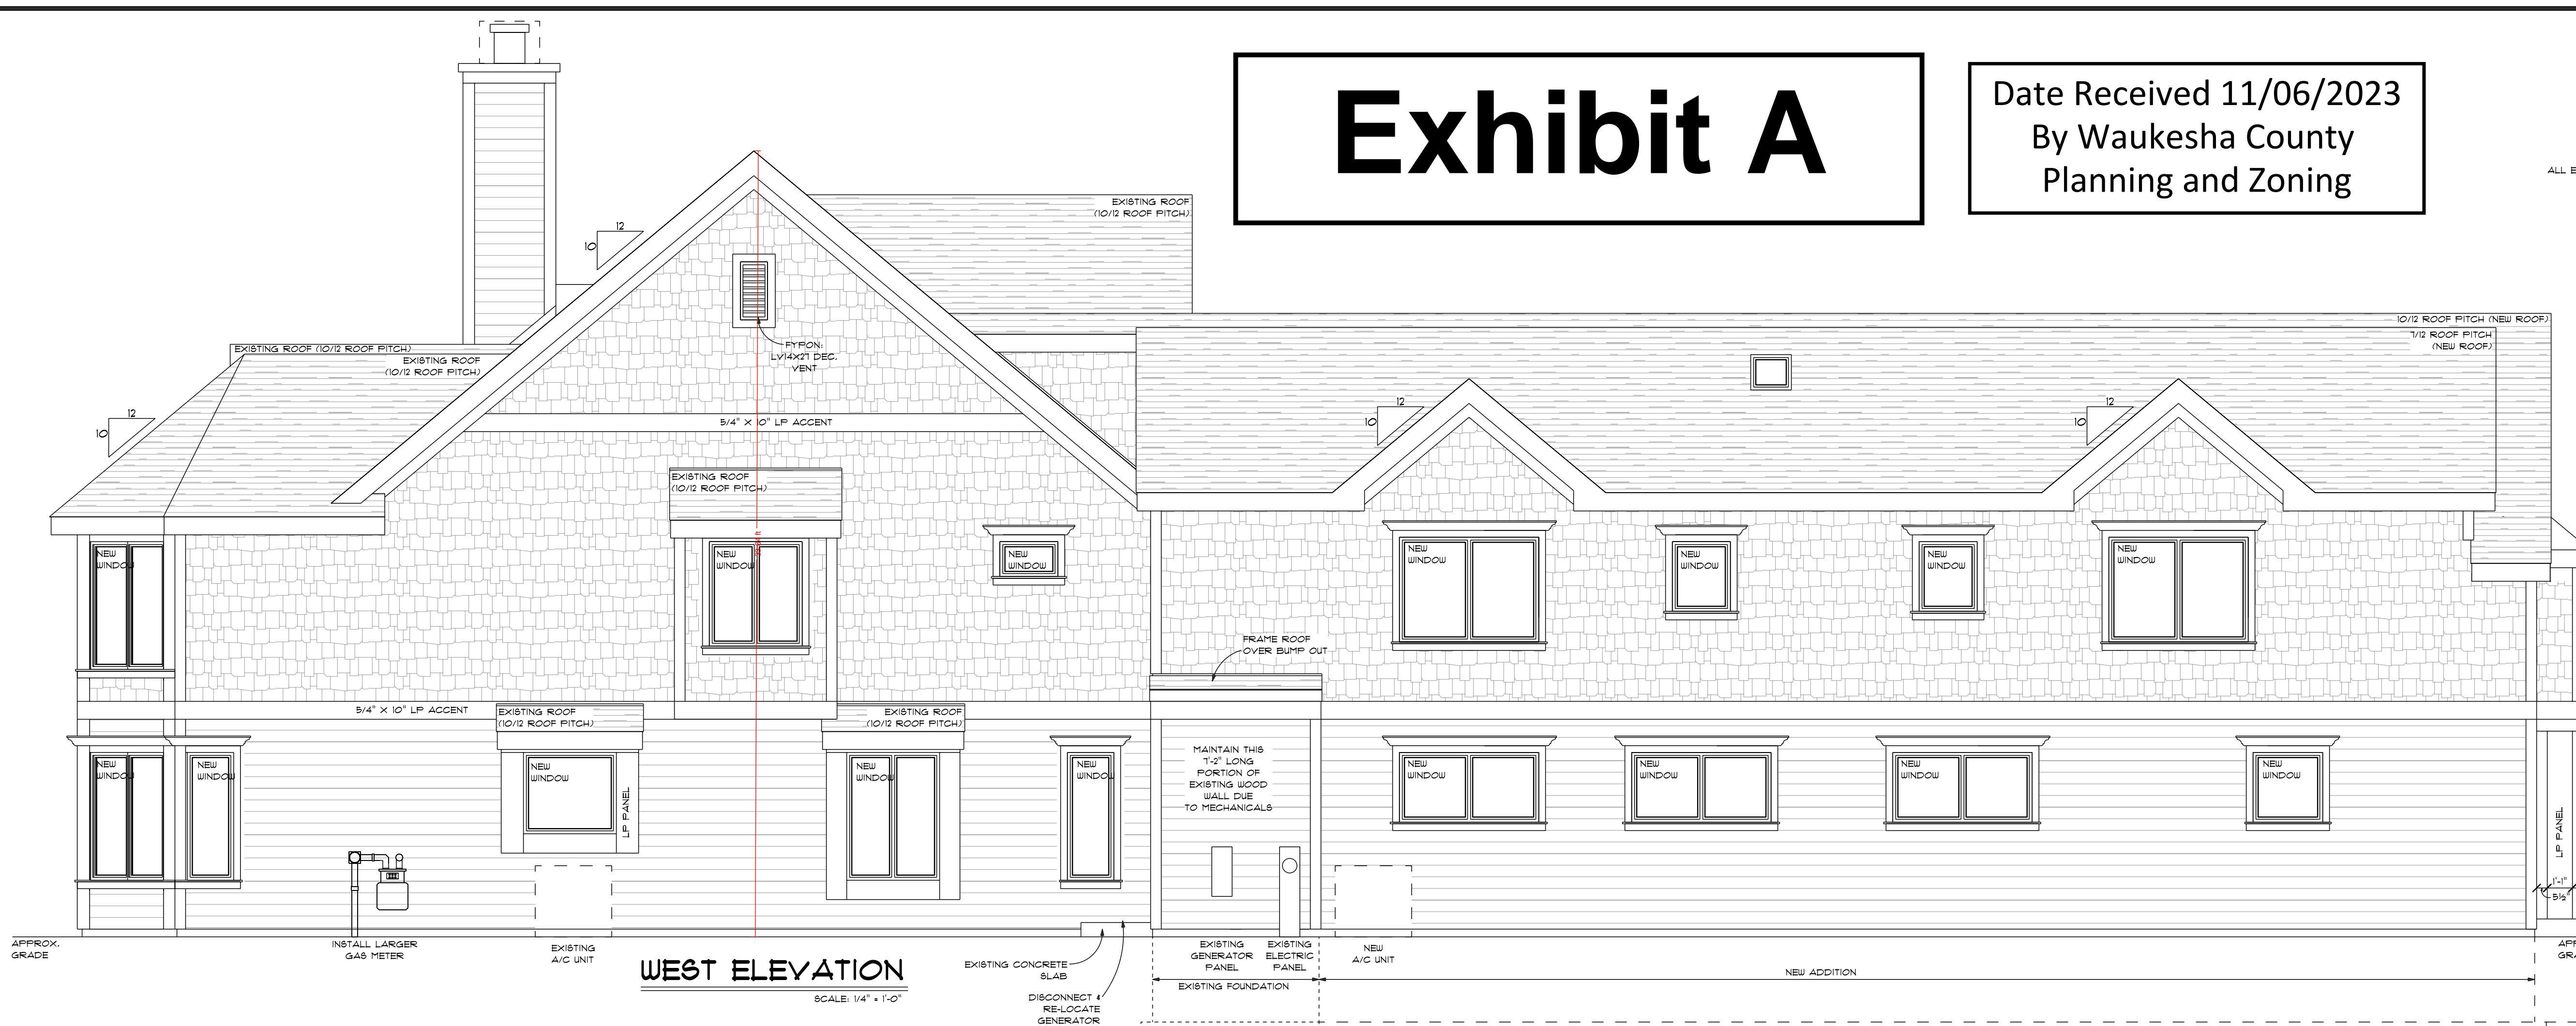 Exhibit A
Date Received 11/06/2023
By Waukesha County
Planning and Zoning
ALL E
EXISTING ROOF
(10/12 ROOF PITCH)
12
10
10/12 ROOF PITCH (NEW ROOF)
7/12 ROOF PITCH
(NEW ROOF)
FYPON:
LV14X27 DEC.
VENT
EXISTING ROOF (10/12 ROOF PITCH)
EXISTING ROOF
(10/12 ROOF PITCH)
12
10
12
10
12
10
5/4" X 10" LP ACCENT
EXISTING ROOF
(10/12 ROOF PITCH)
NEW
WINDOW
NEW
WINDOW
NEW
WINDOW
NEW
WINDOW
NEW
WINDOW
NEW
WINDOW
NEW
WINDOW
FRAME ROOF
OVER BUMP OUT
5/4" X 10" LP ACCENT
EXISTING ROOF
(10/12 ROOF PITCH)
EXISTING ROOF
(10/12 ROOF PITCH)
NEW
WINDOW
NEW
WINDOW
NEW
WINDOW
LP PANEL
NEW
WINDOW
NEW
WINDOW
MAINTAIN THIS
7'-2" LONG
PORTION OF
EXISTING WOOD
WALL DUE
TO MECHANICALS
NEW
WINDOW
NEW
WINDOW
NEW
WINDOW
NEW
WINDOW
LP PANEL
1'-1"
5½"
APPROX.
GRADE
INSTALL LARGER
GAS METER
EXISTING
A/C UNIT
WEST ELEVATION
SCALE: 1/4" = 1'-0"
EXISTING CONCRETE
SLAB
DISCONNECT &
RE-LOCATE
GENERATOR
EXISTING
GENERATOR
PANEL
EXISTING
ELECTRIC
PANEL
EXISTING FOUNDATION
NEW
A/C UNIT
NEW ADDITION